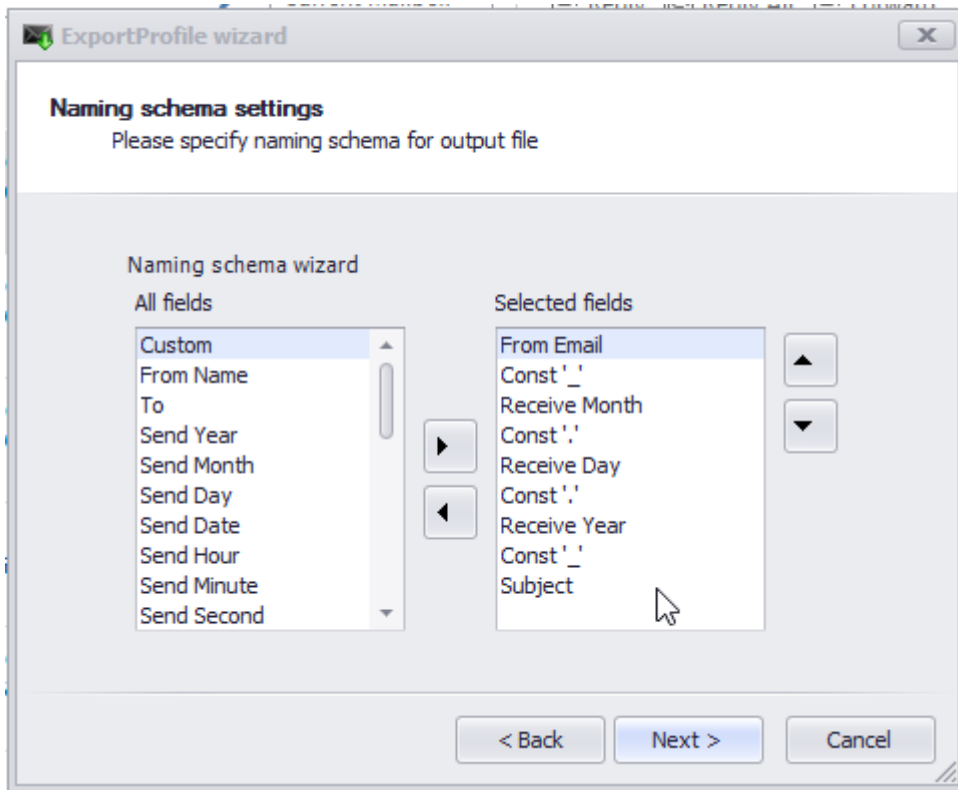 ExportProfile wizard
Naming schema settings
Please specify naming schema for output file
Naming schema wizard
All fields
Custom
From Name
To
Send Year
Send Month
Send Day
Send Date
Send Hour
Send Minute
Send Second
Selected fields
From Email
Const '_'
Receive Month
Const '.'
Receive Day
Const '.'
Receive Year
Const '_'
Subject
< Back
Next >
Cancel